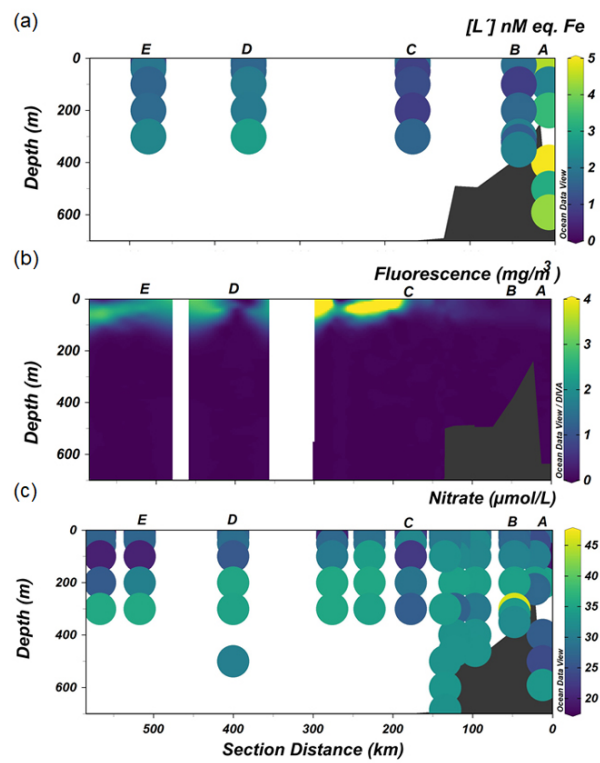 (a)
[L´] nM eq. Fe
E D C B A
0
200
400
600
Depth (m)
5
4
3
2
1
0
Ocean Data View
(b)
Fluorescence (mg/m3)
E D C B A
0
200
400
600
Depth (m)
4
3
2
1
0
Ocean Data View / DIVA
(c)
Nitrate (µmol/L)
E D C B A
0
200
400
600
Depth (m)
45
40
35
30
25
20
Ocean Data View
500 400 300 200 100 0
Section Distance (km)